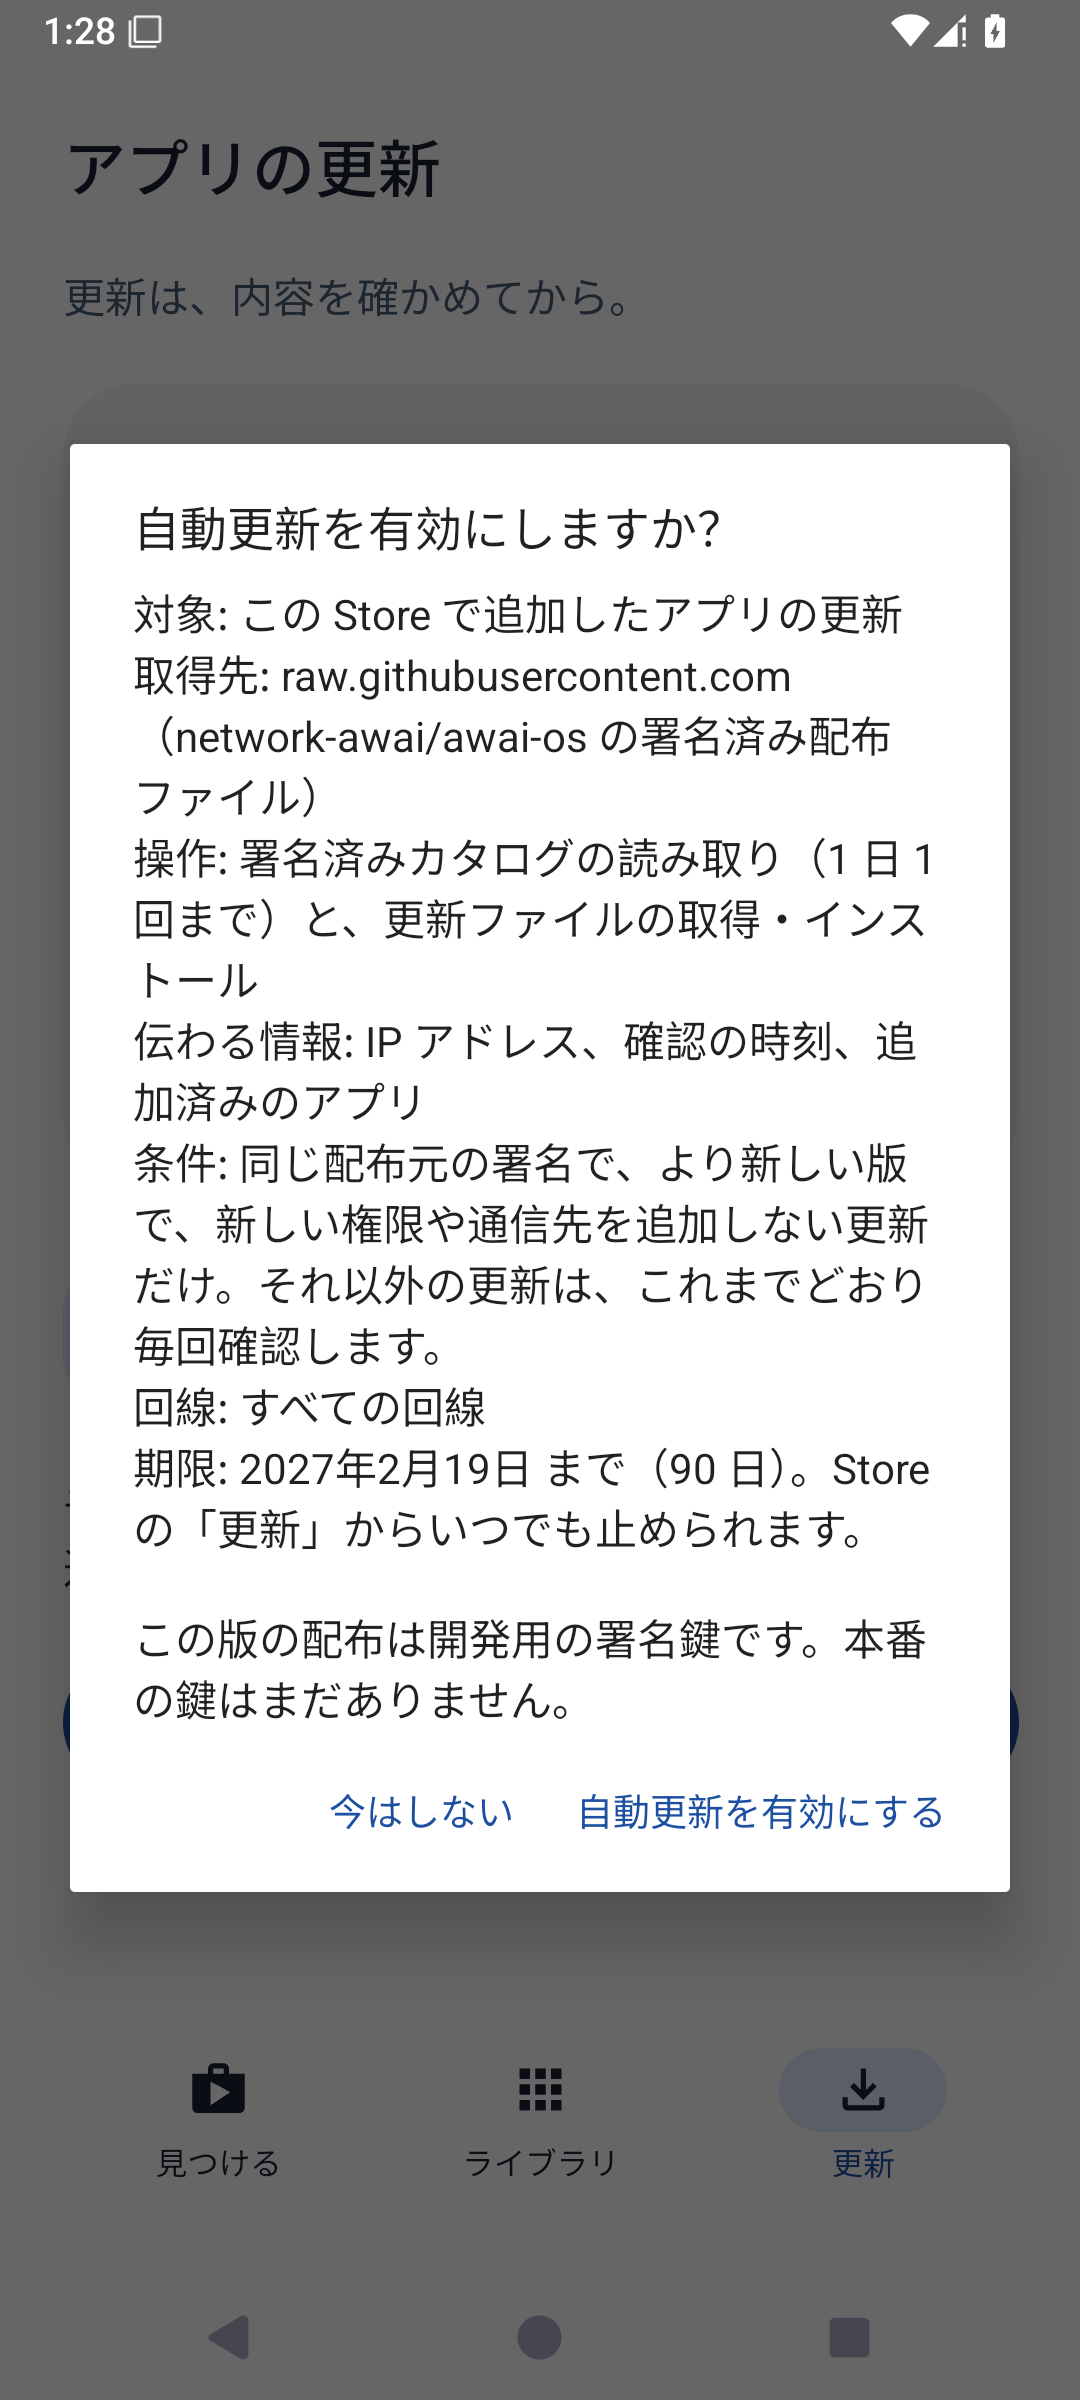 1:28
アプリの更新
更新は、内容を確かめてから。
自動更新を有効にしますか?
対象: この Store で追加したアプリの更新
取得先: raw.githubusercontent.com
（network-awai/awai-os の署名済み配布
ファイル）
操作: 署名済みカタログの読み取り（1 日 1
回まで）と、更新ファイルの取得・インス
トール
伝わる情報: IP アドレス、確認の時刻、追
加済みのアプリ
条件: 同じ配布元の署名で、より新しい版
で、新しい権限や通信先を追加しない更新
だけ。それ以外の更新は、これまでどおり
毎回確認します。
回線: すべての回線
期限: 2027年2月19日 まで（90 日）。Store
の「更新」からいつでも止められます。
この版の配布は開発用の署名鍵です。本番
の鍵はまだありません。
今はしない 自動更新を有効にする
見つける ライブラリ 更新